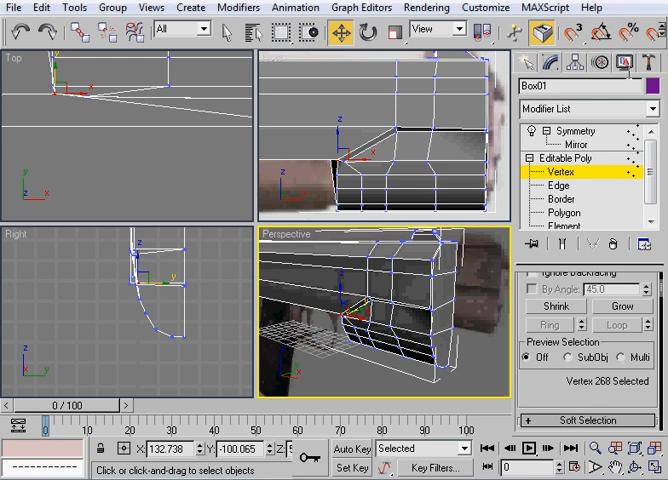 File Edit Tools Group Views Create Modifiers Animation Graph Editors Rendering Customize MAXScript Help
All View
Top
Right
Perspective
Box01
Modifier List
Symmetry
Mirror
Editable Poly
Vertex
Edge
Border
Polygon
Element
Ignore Backfacing
By Angle: 45.0
Shrink Grow
Ring Loop
Preview Selection
Off SubObj Multi
Vertex 268 Selected
+ Soft Selection
0 / 100
0 10 20 30 40 50 60 70 80 90 100
X: 132.738 Y: -100.065 Z:
Auto Key Selected
Click or click-and-drag to select objects
Set Key Key Filters... 0